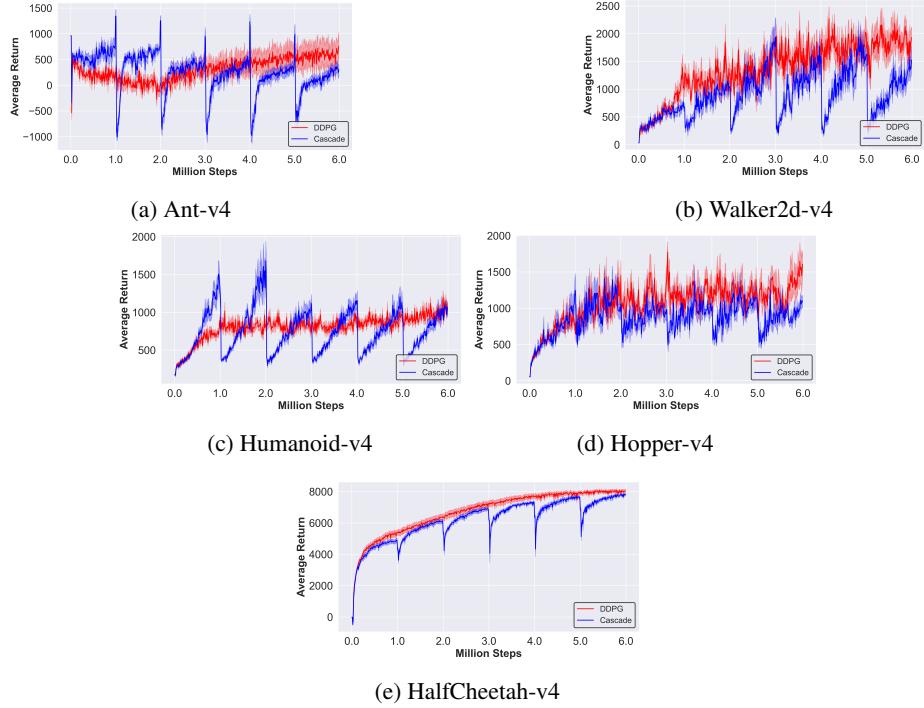 1500
1000
500
0
−500
−1000
Average Return
0.0 1.0 2.0 3.0 4.0 5.0 6.0
Million Steps
DDPG
Cascade
(a) Ant-v4
2500
2000
1500
1000
500
0
Average Return
0.0 1.0 2.0 3.0 4.0 5.0 6.0
Million Steps
DDPG
Cascade
(b) Walker2d-v4
2000
1500
1000
500
Average Return
0.0 1.0 2.0 3.0 4.0 5.0 6.0
Million Steps
DDPG
Cascade
(c) Humanoid-v4
2000
1500
1000
500
0
Average Return
0.0 1.0 2.0 3.0 4.0 5.0 6.0
Million Steps
DDPG
Cascade
(d) Hopper-v4
8000
6000
4000
2000
0
Average Return
0.0 1.0 2.0 3.0 4.0 5.0 6.0
Million Steps
DDPG
Cascade
(e) HalfCheetah-v4